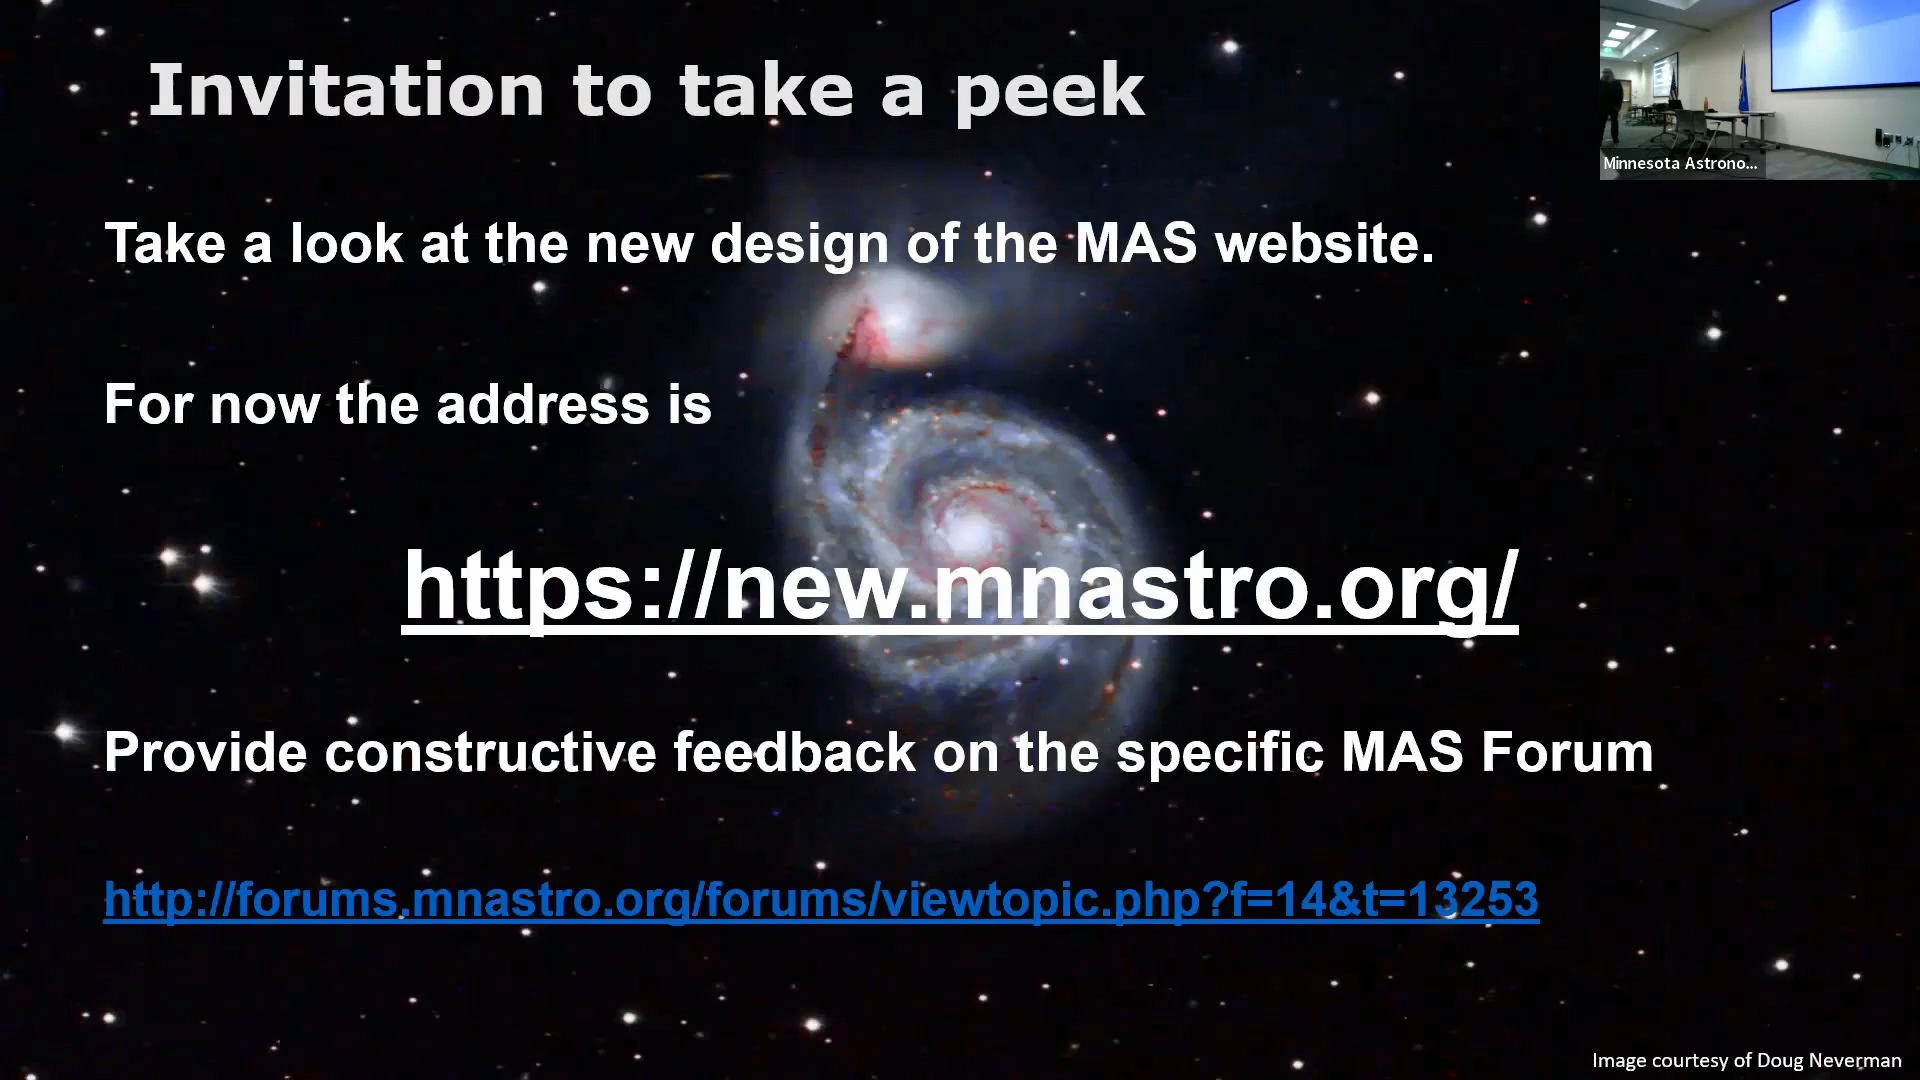 Invitation to take a peek
Minnesota Astrono...
Take a look at the new design of the MAS website.
For now the address is
https://new.mnastro.org/
Provide constructive feedback on the specific MAS Forum
http://forums.mnastro.org/forums/viewtopic.php?f=14&t=13253
Image courtesy of Doug Neverman